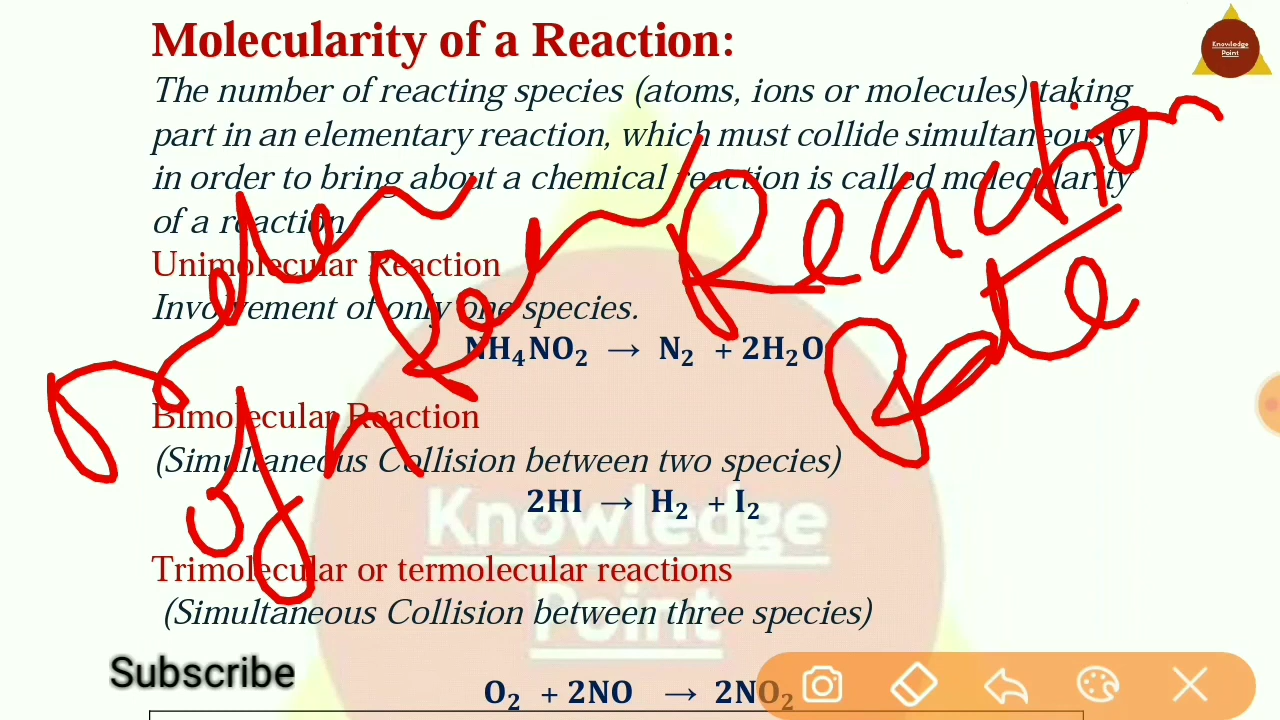 Molecularity of a Reaction:
Knowledge
Point
The number of reacting species (atoms, ions or molecules) taking
part in an elementary reaction, which must collide simultaneously
in order to bring about a chemical reaction is called molecularity
of a reaction.
Unimolecular Reaction
Involvement of only one species.
NH₄NO₂ → N₂ + 2H₂O
Bimolecular Reaction
(Simultaneous Collision between two species)
2HI → H₂ + I₂
Knowledge
Point
Trimolecular or termolecular reactions
(Simultaneous Collision between three species)
Subscribe
O₂ + 2NO → 2NO₂
Reaction
Rate
of n